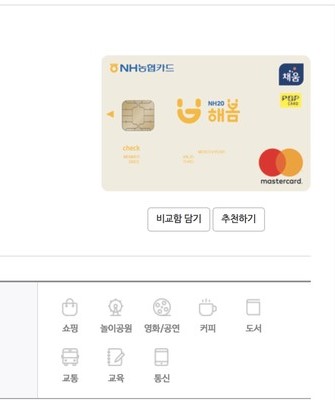 NH농협카드
채움
POP
CARD
NH20
해봄
check
mastercard.
비교함 담기
추천하기
쇼핑
놀이공원
영화/공연
커피
도서
교통
교육
통신